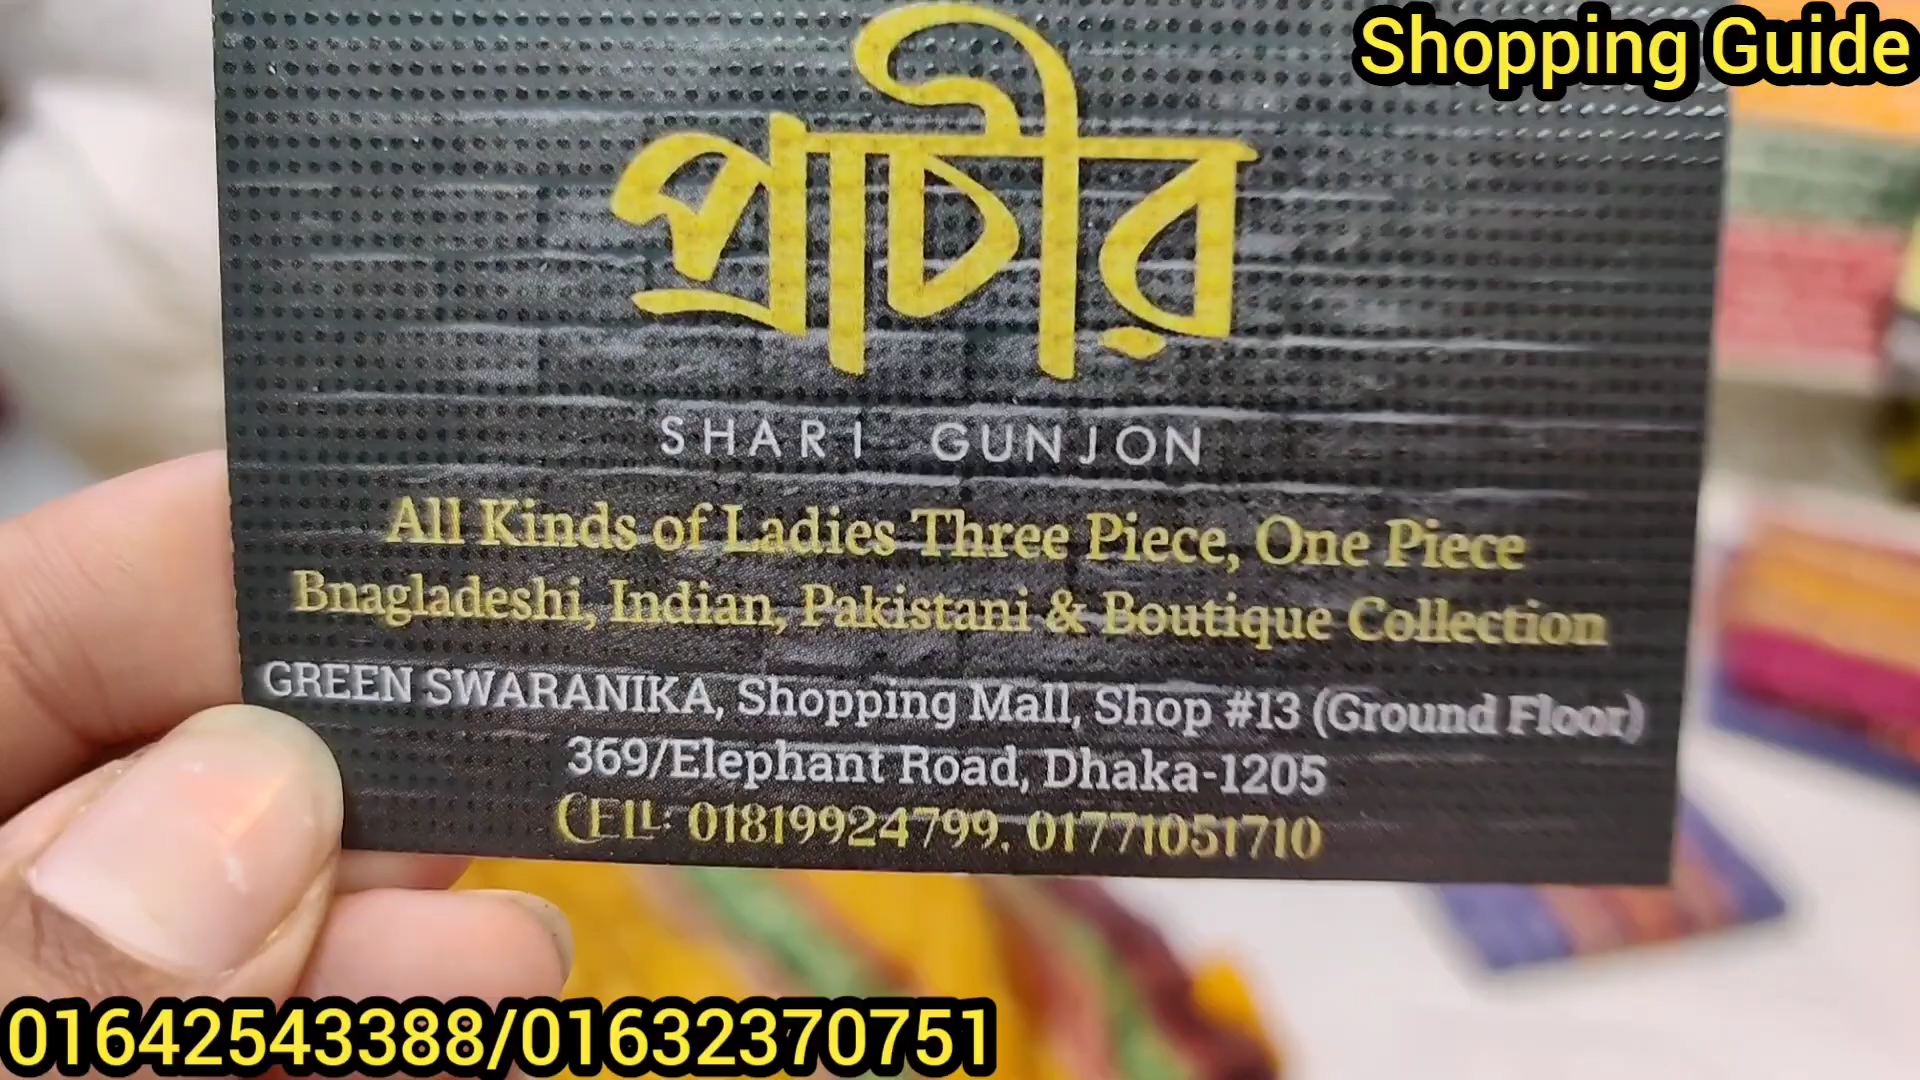 Shopping Guide
প্রাচীর
SHARI GUNJON
All Kinds of Ladies Three Piece, One Piece
Bnagladeshi, Indian, Pakistani & Boutique Collection
GREEN SWARANIKA, Shopping Mall, Shop #13 (Ground Floor)
369/Elephant Road, Dhaka-1205
CELL: 01819924799, 01771051710
01642543388/01632370751